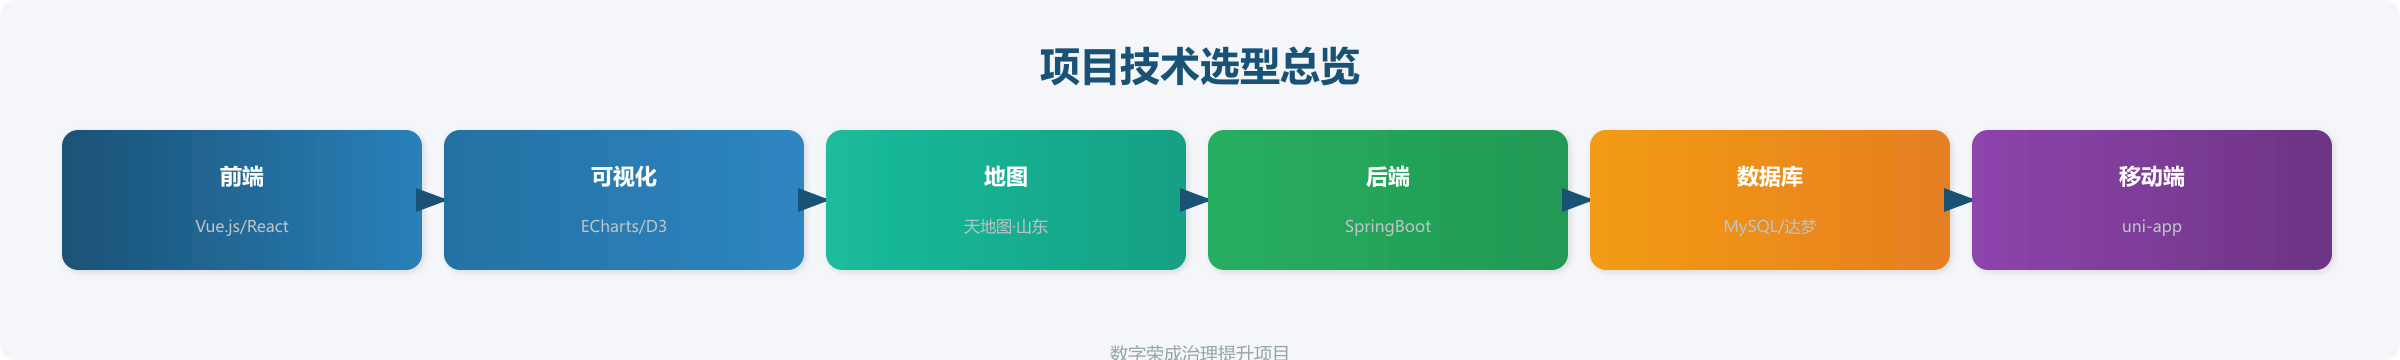 项目技术选型总览
前端
Vue.js/React
可视化
ECharts/D3
地图
天地图·山东
后端
SpringBoot
数据库
MySQL/达梦
移动端
uni-app
数字荣成治理提升项目